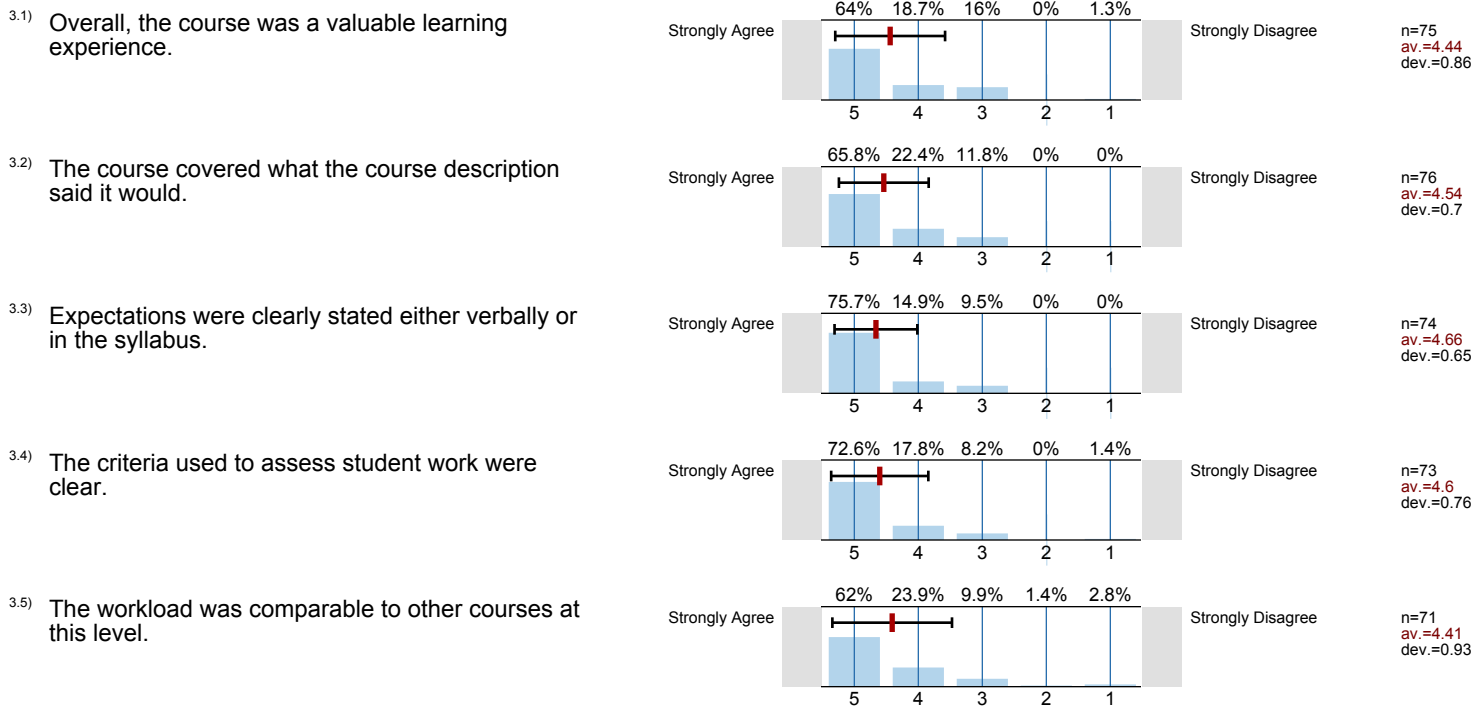 3.1) Overall, the course was a valuable learning
experience.
64% 18.7% 16% 0% 1.3%
Strongly Agree
Strongly Disagree
n=75
av.=4.44
dev.=0.86
5 4 3 2 1
3.2) The course covered what the course description
said it would.
65.8% 22.4% 11.8% 0% 0%
Strongly Agree
Strongly Disagree
n=76
av.=4.54
dev.=0.7
5 4 3 2 1
3.3) Expectations were clearly stated either verbally or
in the syllabus.
75.7% 14.9% 9.5% 0% 0%
Strongly Agree
Strongly Disagree
n=74
av.=4.66
dev.=0.65
5 4 3 2 1
3.4) The criteria used to assess student work were
clear.
72.6% 17.8% 8.2% 0% 1.4%
Strongly Agree
Strongly Disagree
n=73
av.=4.6
dev.=0.76
5 4 3 2 1
3.5) The workload was comparable to other courses at
this level.
62% 23.9% 9.9% 1.4% 2.8%
Strongly Agree
Strongly Disagree
n=71
av.=4.41
dev.=0.93
5 4 3 2 1